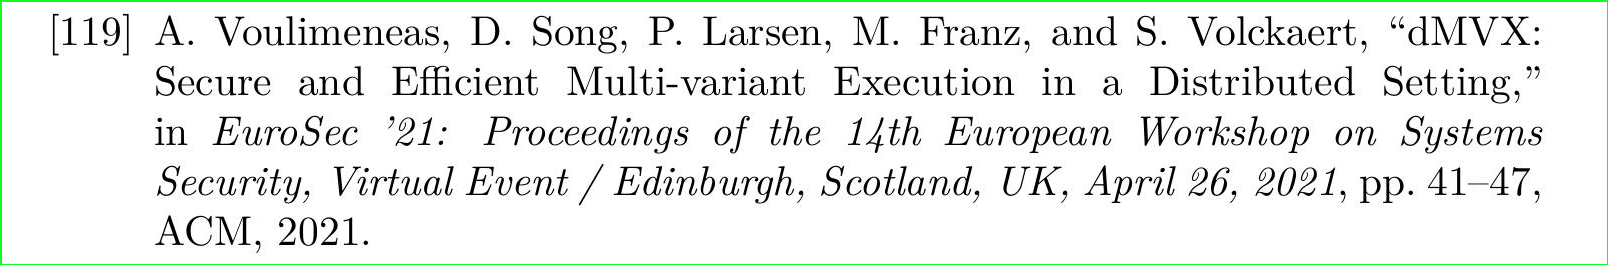 [119] A. Voulimeneas, D. Song, P. Larsen, M. Franz, and S. Volckaert, “dMVX:
Secure and Efficient Multi-variant Execution in a Distributed Setting,”
in EuroSec ’21: Proceedings of the 14th European Workshop on Systems
Security, Virtual Event / Edinburgh, Scotland, UK, April 26, 2021, pp. 41–47,
ACM, 2021.